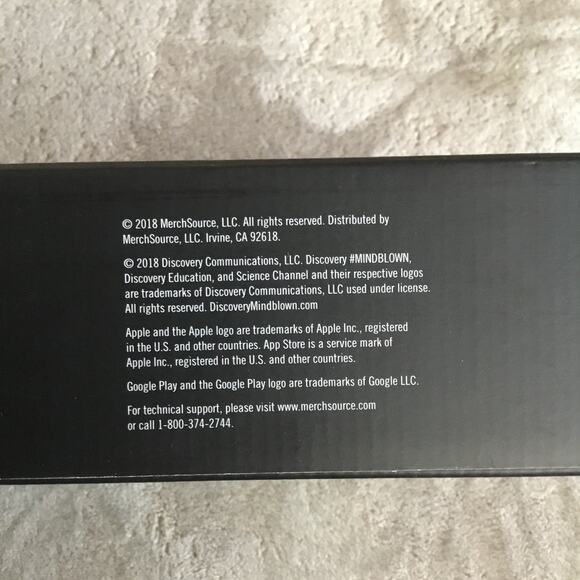 © 2018 MerchSource, LLC. All rights reserved. Distributed by
MerchSource, LLC. Irvine, CA 92618.
© 2018 Discovery Communications, LLC. Discovery #MINDBLOWN,
Discovery Education, and Science Channel and their respective logos
are trademarks of Discovery Communications, LLC used under license.
All rights reserved. DiscoveryMindblown.com
Apple and the Apple logo are trademarks of Apple Inc., registered
in the U.S. and other countries. App Store is a service mark of
Apple Inc., registered in the U.S. and other countries.
Google Play and the Google Play logo are trademarks of Google LLC.
For technical support, please visit www.merchsource.com
or call 1-800-374-2744.